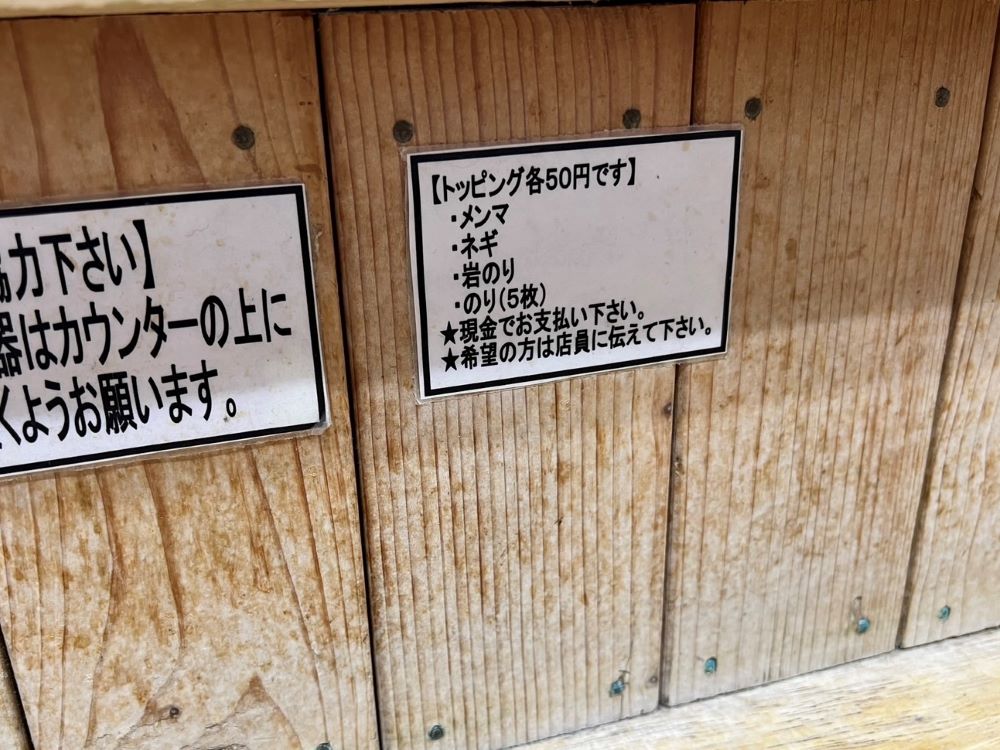 力下さい】
器はカウンターの上に
くようお願います。
【トッピング各50円です】
・メンマ
・ネギ
・岩のり
・のり(5枚)
★現金でお支払い下さい。
★希望の方は店員に伝えて下さい。